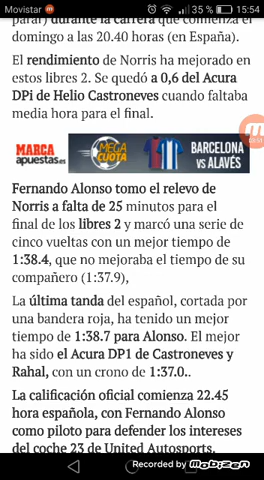 Movistar
35 %
15:54
parar) durante la carrera que comienza el
domingo a las 20.40 horas (en España).
El rendimiento de Norris ha mejorado en
estos libres 2. Se quedó a 0,6 del Acura
DPi de Helio Castroneves cuando faltaba
media hora para el final.
MARCA
apuestas.es
MEGA
CUOTA
BARCELONA
vs ALAVÉS
Fernando Alonso tomo el relevo de
Norris a falta de 25 minutos para el
final de los libres 2 y marcó una serie de
cinco vueltas con un mejor tiempo de
1:38.4, que no mejoraba el tiempo de su
compañero (1:37.9),
La última tanda del español, cortada por
una bandera roja, ha tenido un mejor
tiempo de 1:38.7 para Alonso. El mejor
ha sido el Acura DP1 de Castroneves y
Rahal, con un crono de 1:37.0..
La calificación oficial comienza 22.45
hora española, con Fernando Alonso
como piloto para defender los intereses
del coche 23 de United Autosports.
Recorded by mobizen